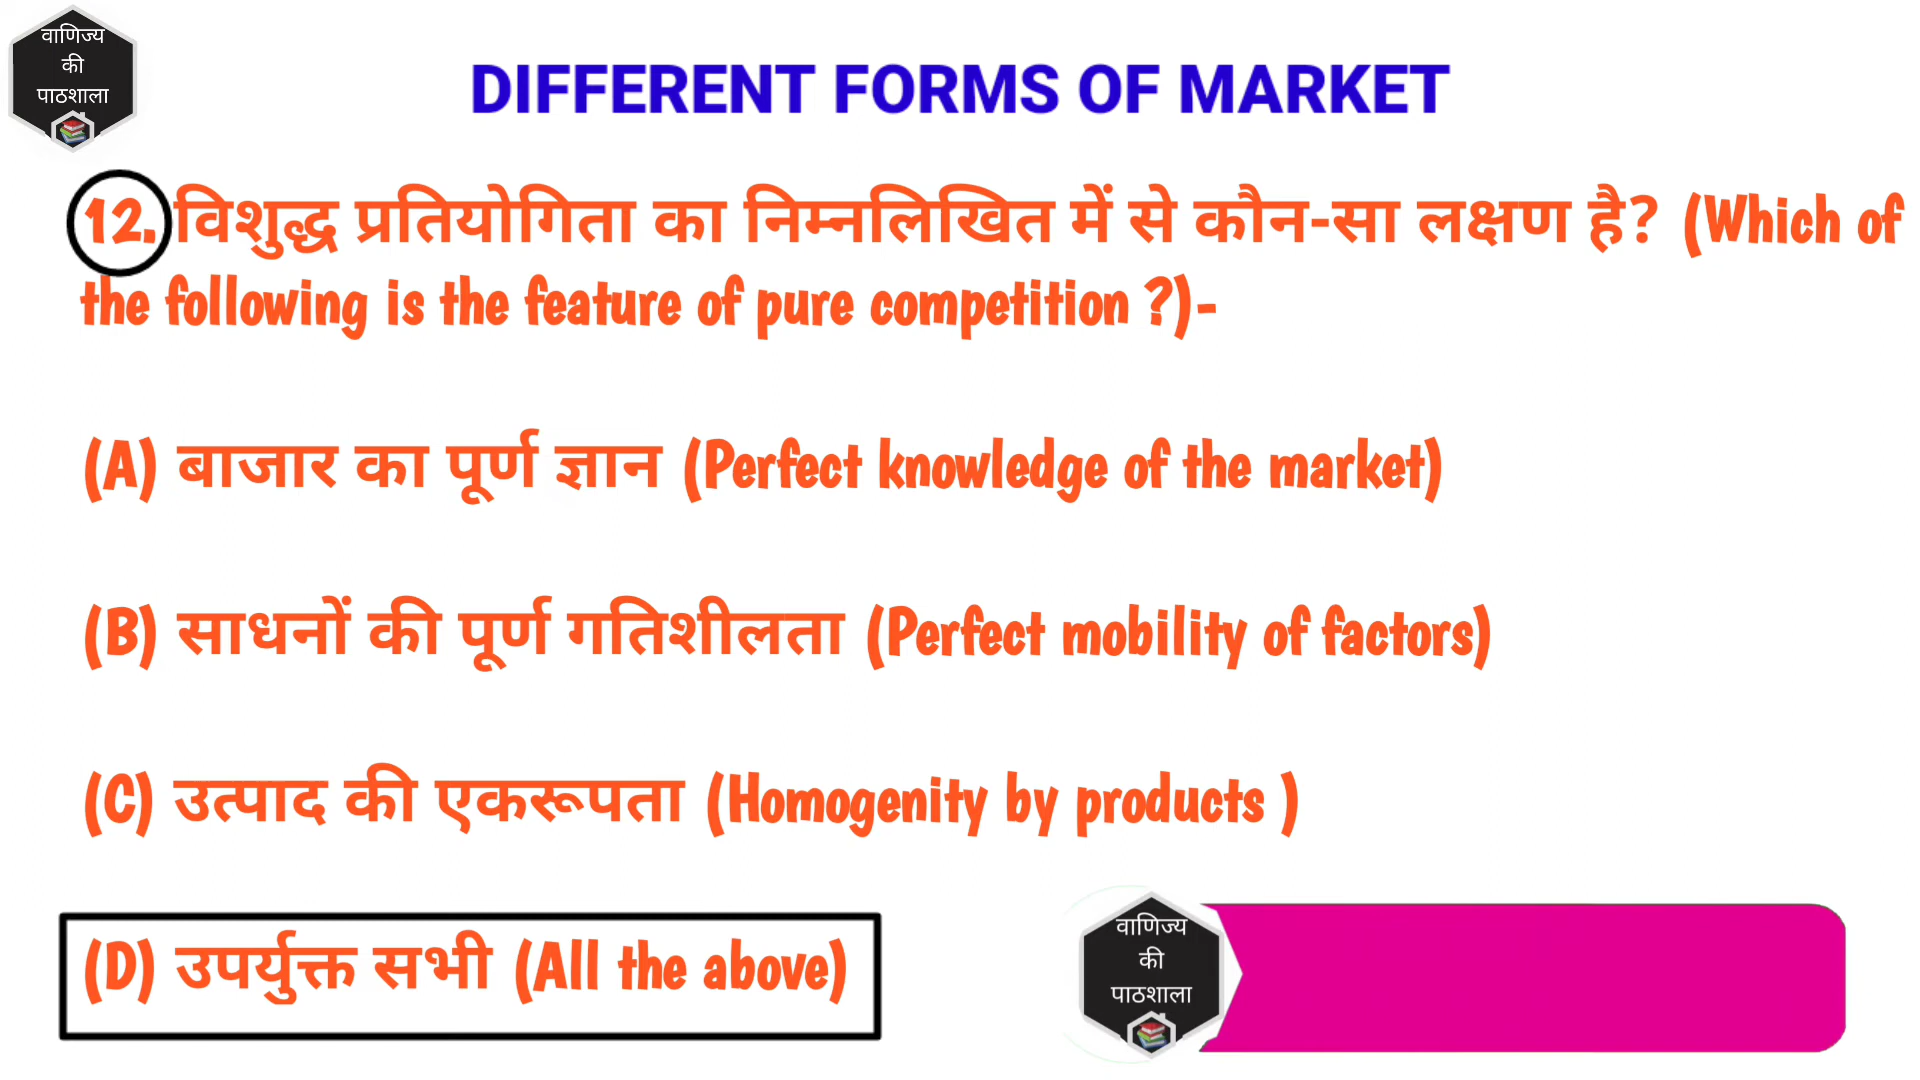 वाणिज्य
की
पाठशाला
DIFFERENT FORMS OF MARKET
12. विशुद्ध प्रतियोगिता का निम्नलिखित में से कौन-सा लक्षण है? (Which of
the following is the feature of pure competition ?)-
(A) बाजार का पूर्ण ज्ञान (Perfect knowledge of the market)
(B) साधनों की पूर्ण गतिशीलता (Perfect mobility of factors)
(C) उत्पाद की एकरूपता (Homogenity by products )
(D) उपर्युक्त सभी (All the above)
वाणिज्य
की
पाठशाला